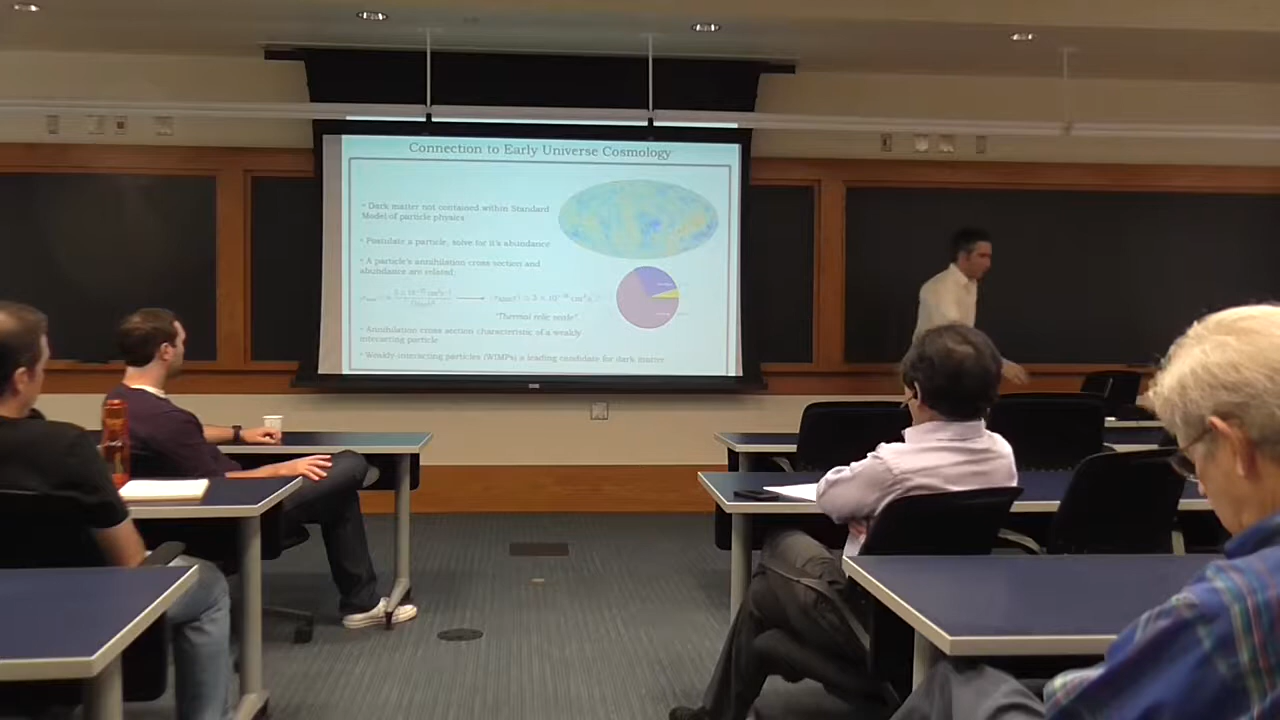 Connection to Early Universe Cosmology
• Dark matter not contained within Standard
Model of particle physics
• Postulate a particle, solve for it's abundance
• A particle's annihilation cross section and
abundance are related:
"Thermal relic scale"
• Annihilation cross section characteristic of a weakly
interacting particle
• Weakly-interacting particles (WIMPs) a leading candidate for dark matter